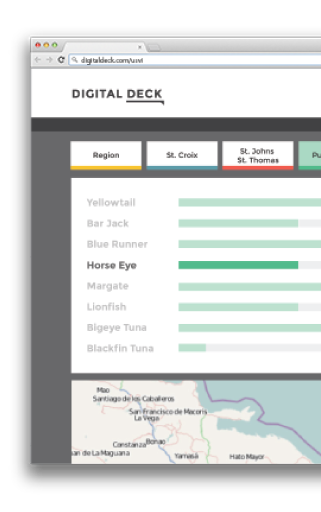 digitaldeck.com/usvi
DIGITAL DECK
Region
St. Croix
St. Johns
St. Thomas
Pu
Yellowtail
Bar Jack
Blue Runner
Horse Eye
Margate
Lionfish
Bigeye Tuna
Blackfin Tuna
Mao
Santiago de los Caballeros
San Francisco de Macorís
La Vega
Constanza
Bonao
uan de La Maguana
Yamasá
Hato Mayor